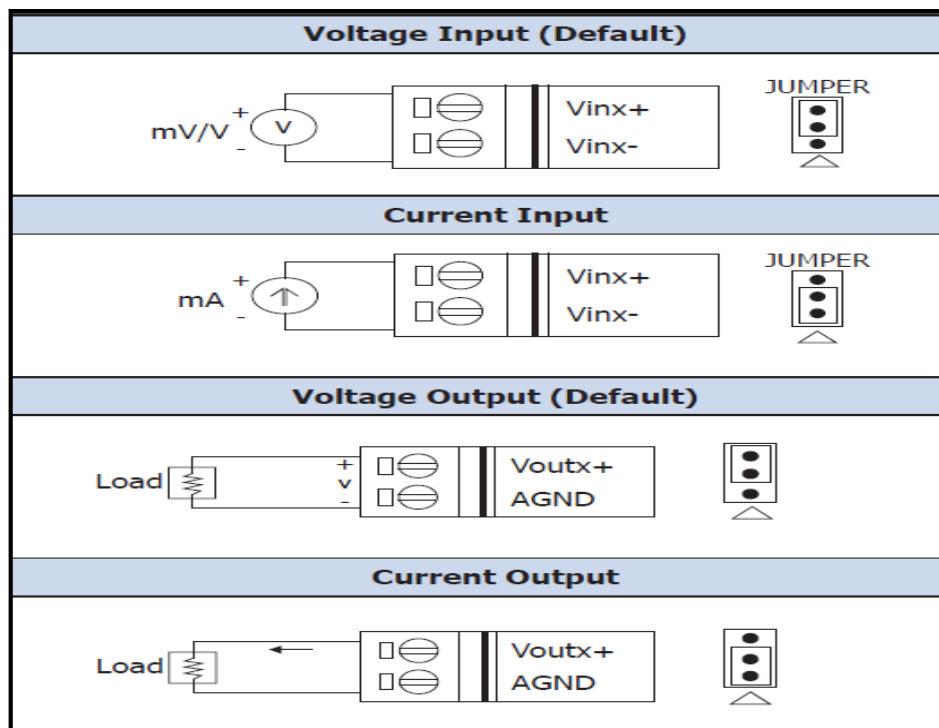 Voltage Input (Default)
JUMPER
mV/V
+
-
V
Vinx+
Vinx-
Current Input
JUMPER
mA
+
-
Vinx+
Vinx-
Voltage Output (Default)
Load
+
v
-
Voutx+
AGND
Current Output
Load
Voutx+
AGND